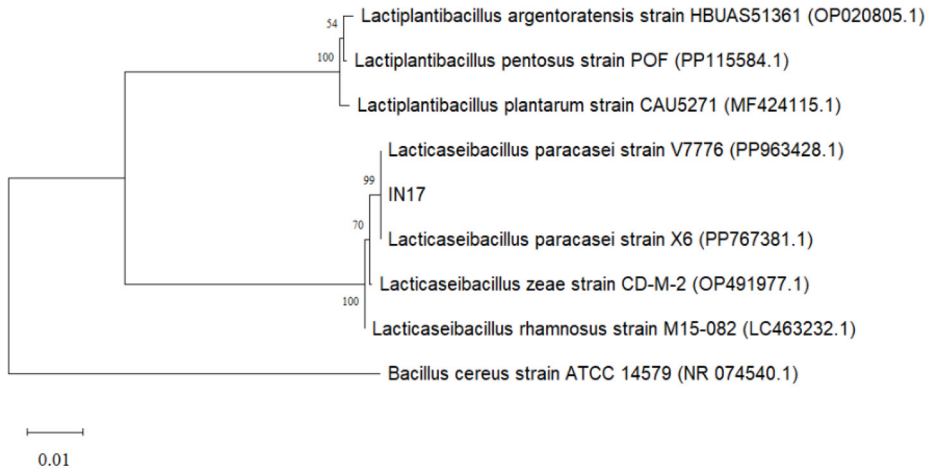 Lactiplantibacillus argentoratensis strain HBUAS51361 (OP020805.1)
54
100
Lactiplantibacillus pentosus strain POF (PP115584.1)
Lactiplantibacillus plantarum strain CAU5271 (MF424115.1)
Lacticaseibacillus paracasei strain V7776 (PP963428.1)
99
IN17
70
Lacticaseibacillus paracasei strain X6 (PP767381.1)
Lacticaseibacillus zeae strain CD-M-2 (OP491977.1)
100
Lacticaseibacillus rhamnosus strain M15-082 (LC463232.1)
Bacillus cereus strain ATCC 14579 (NR 074540.1)
0.01